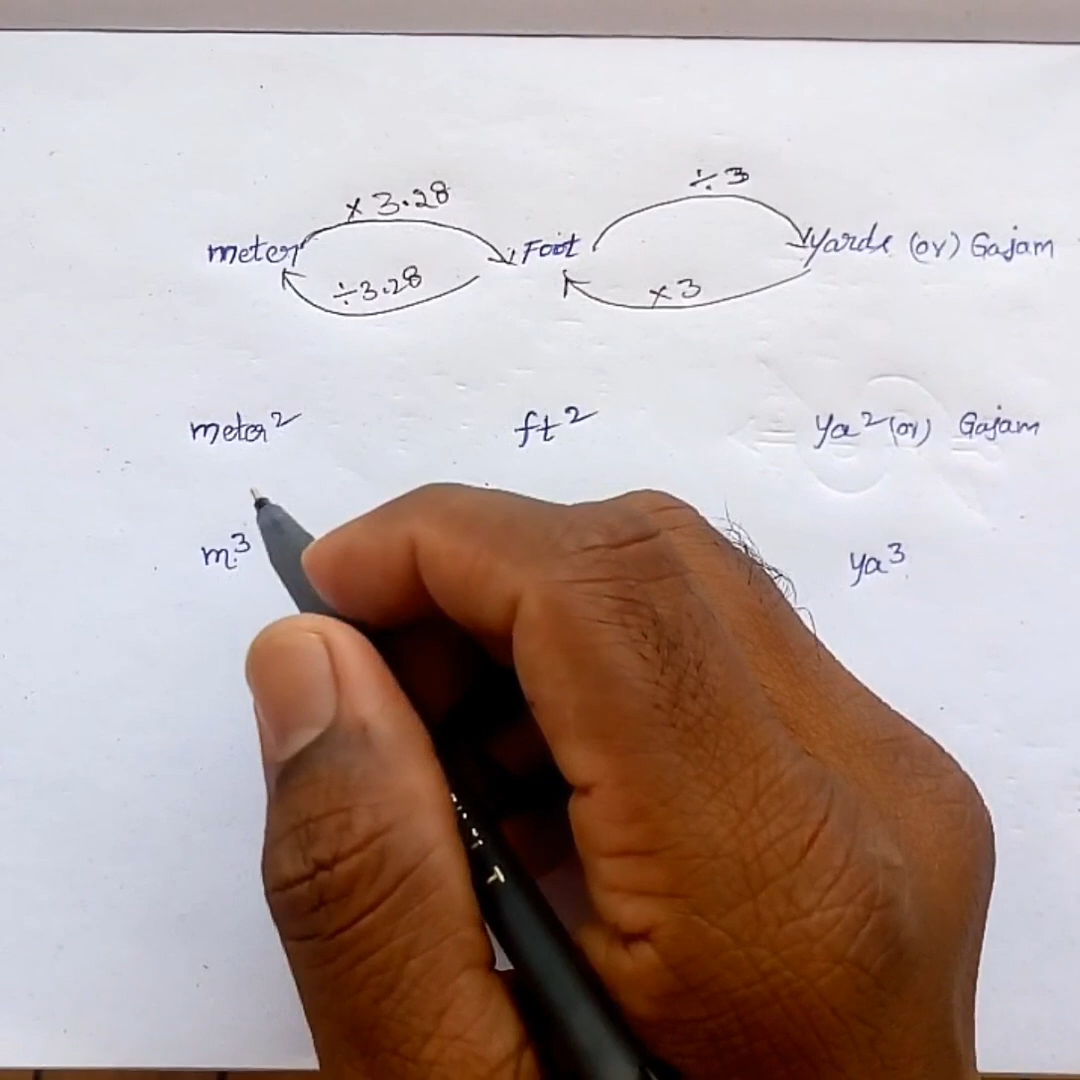 × 3.28 ÷ 3
meter Foot yards (or) Gajam
÷3.28 ×3
meter² ft² ya² (or) Gajam
m³ ya³